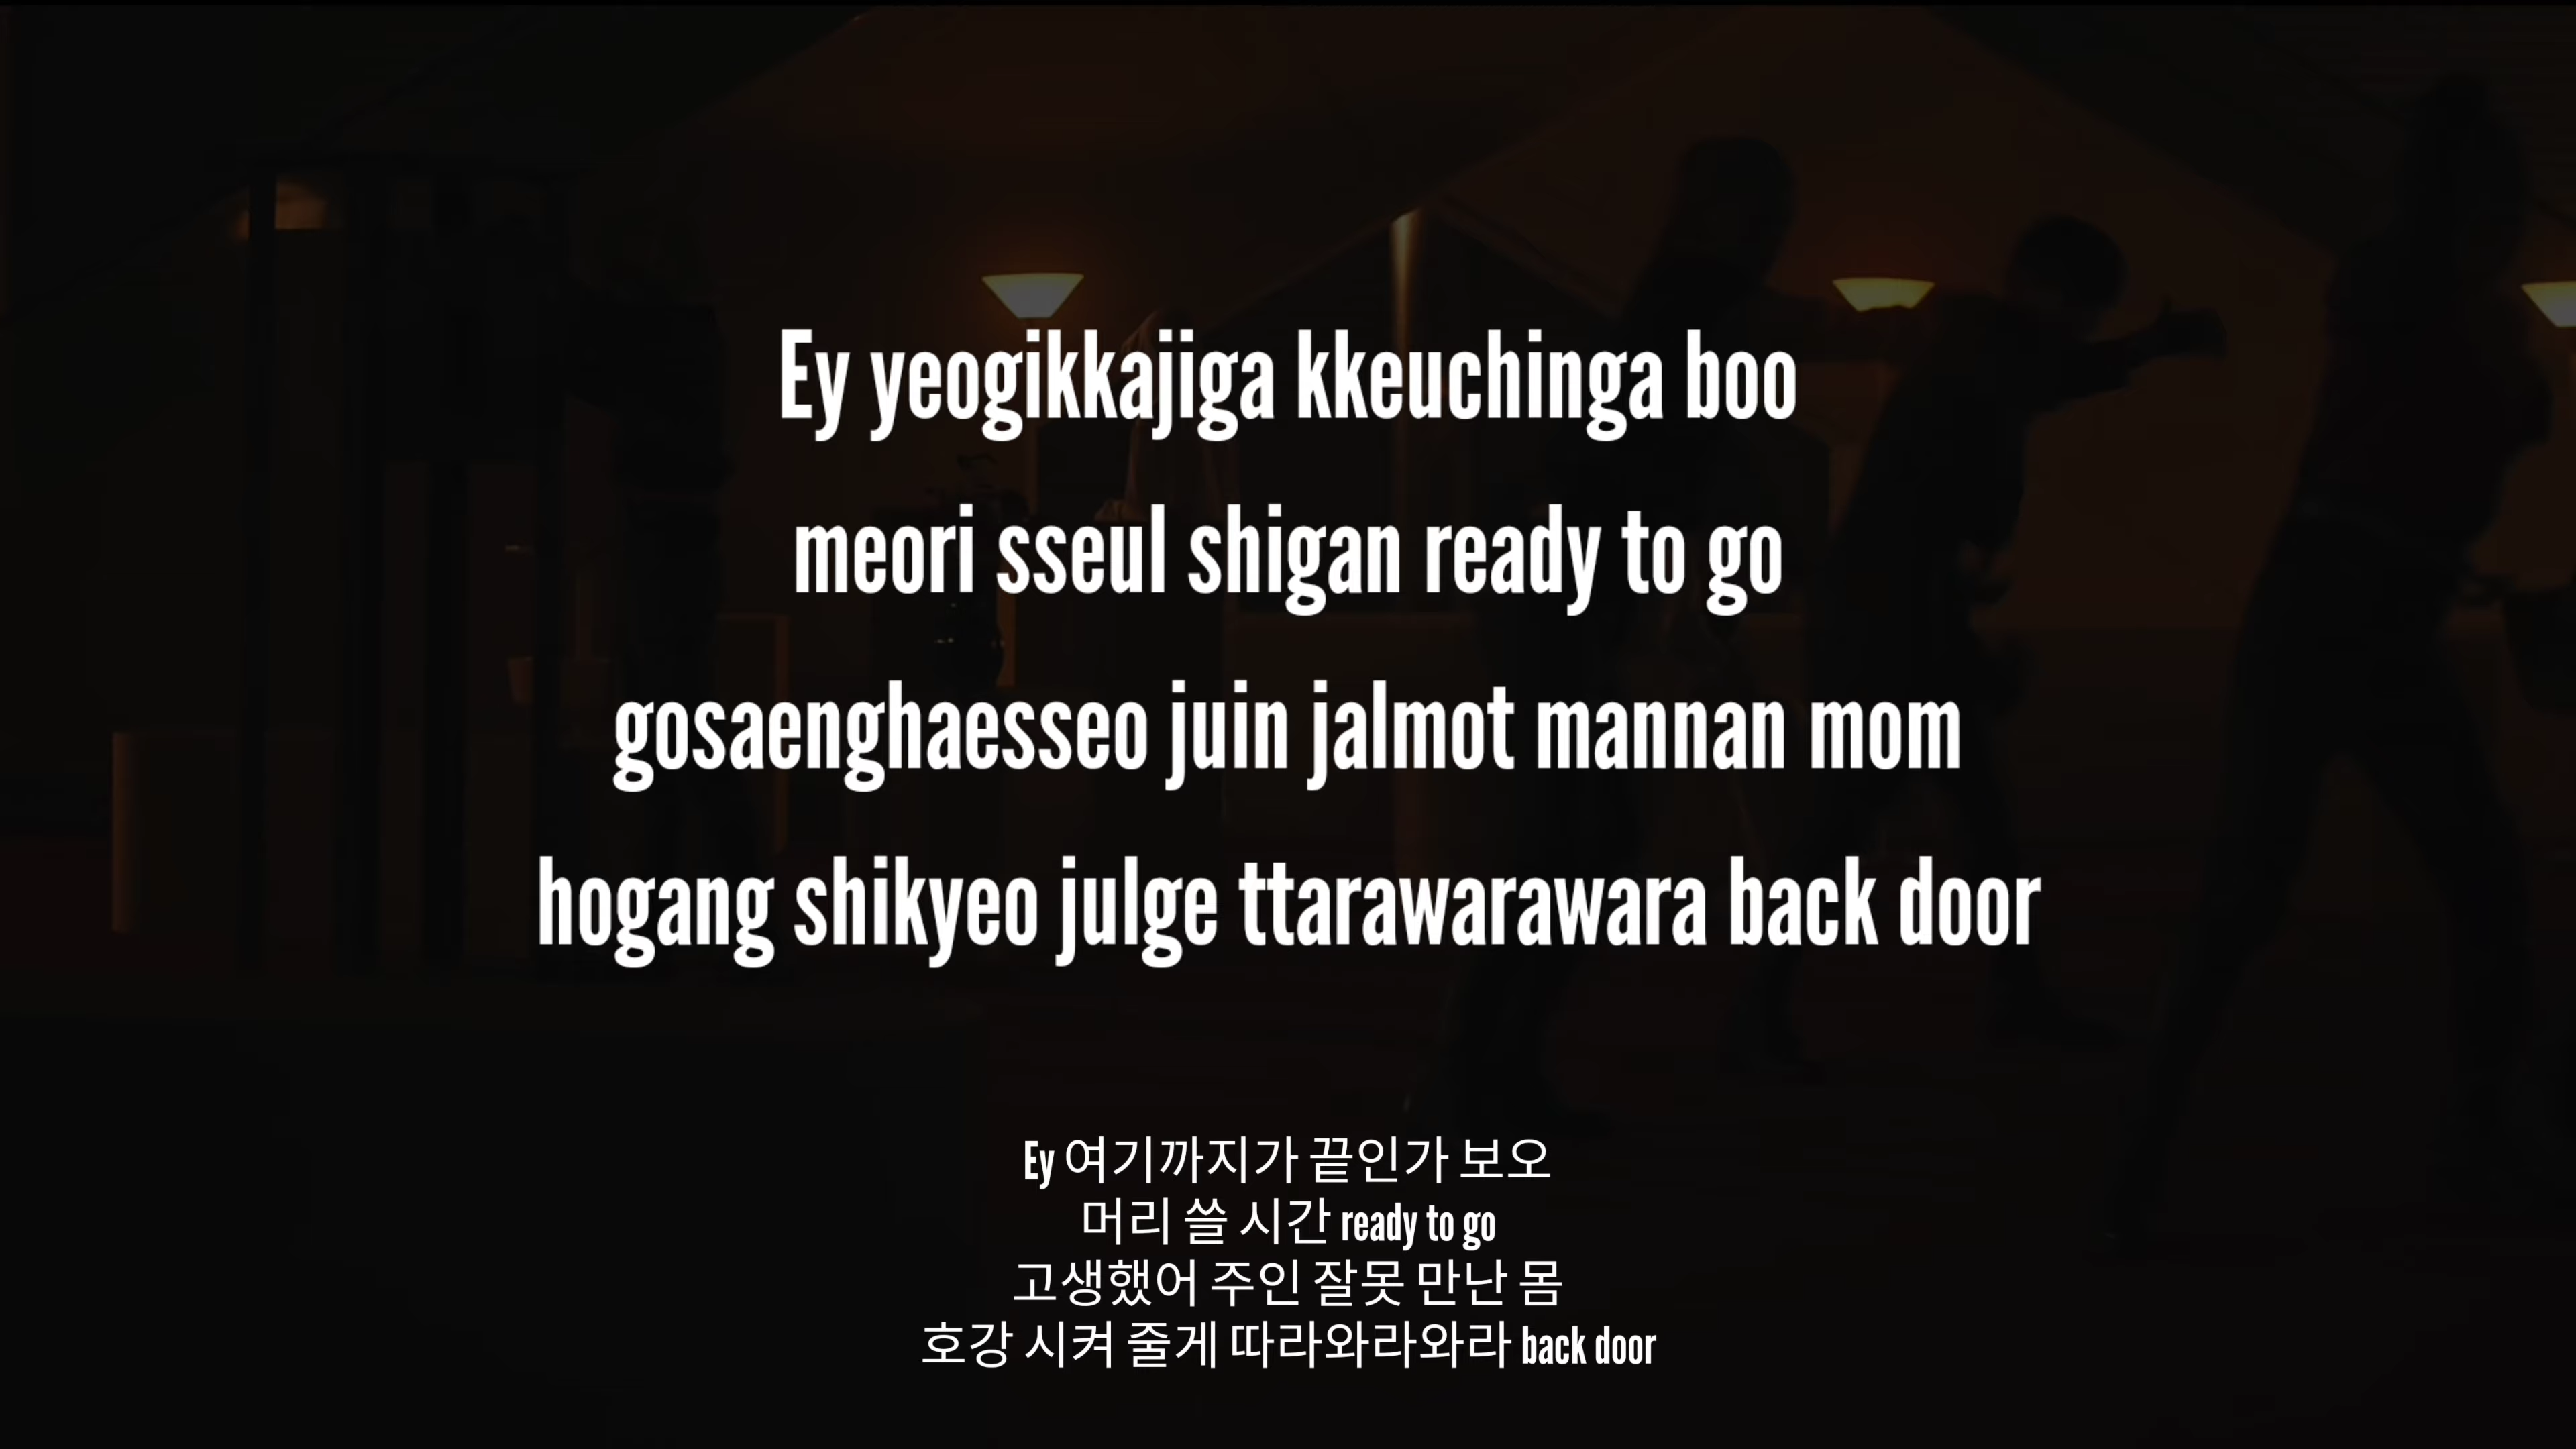 Ey yeogikkajiga kkeuchinga boo
meori sseul shigan ready to go
gosaenghaesseo juin jalmot mannan mom
hogang shikyeo julge ttarawarawara back door
Ey 여기까지가 끝인가 보오
머리 쓸 시간 ready to go
고생했어 주인 잘못 만난 몸
호강 시켜 줄게 따라와라와라 back door